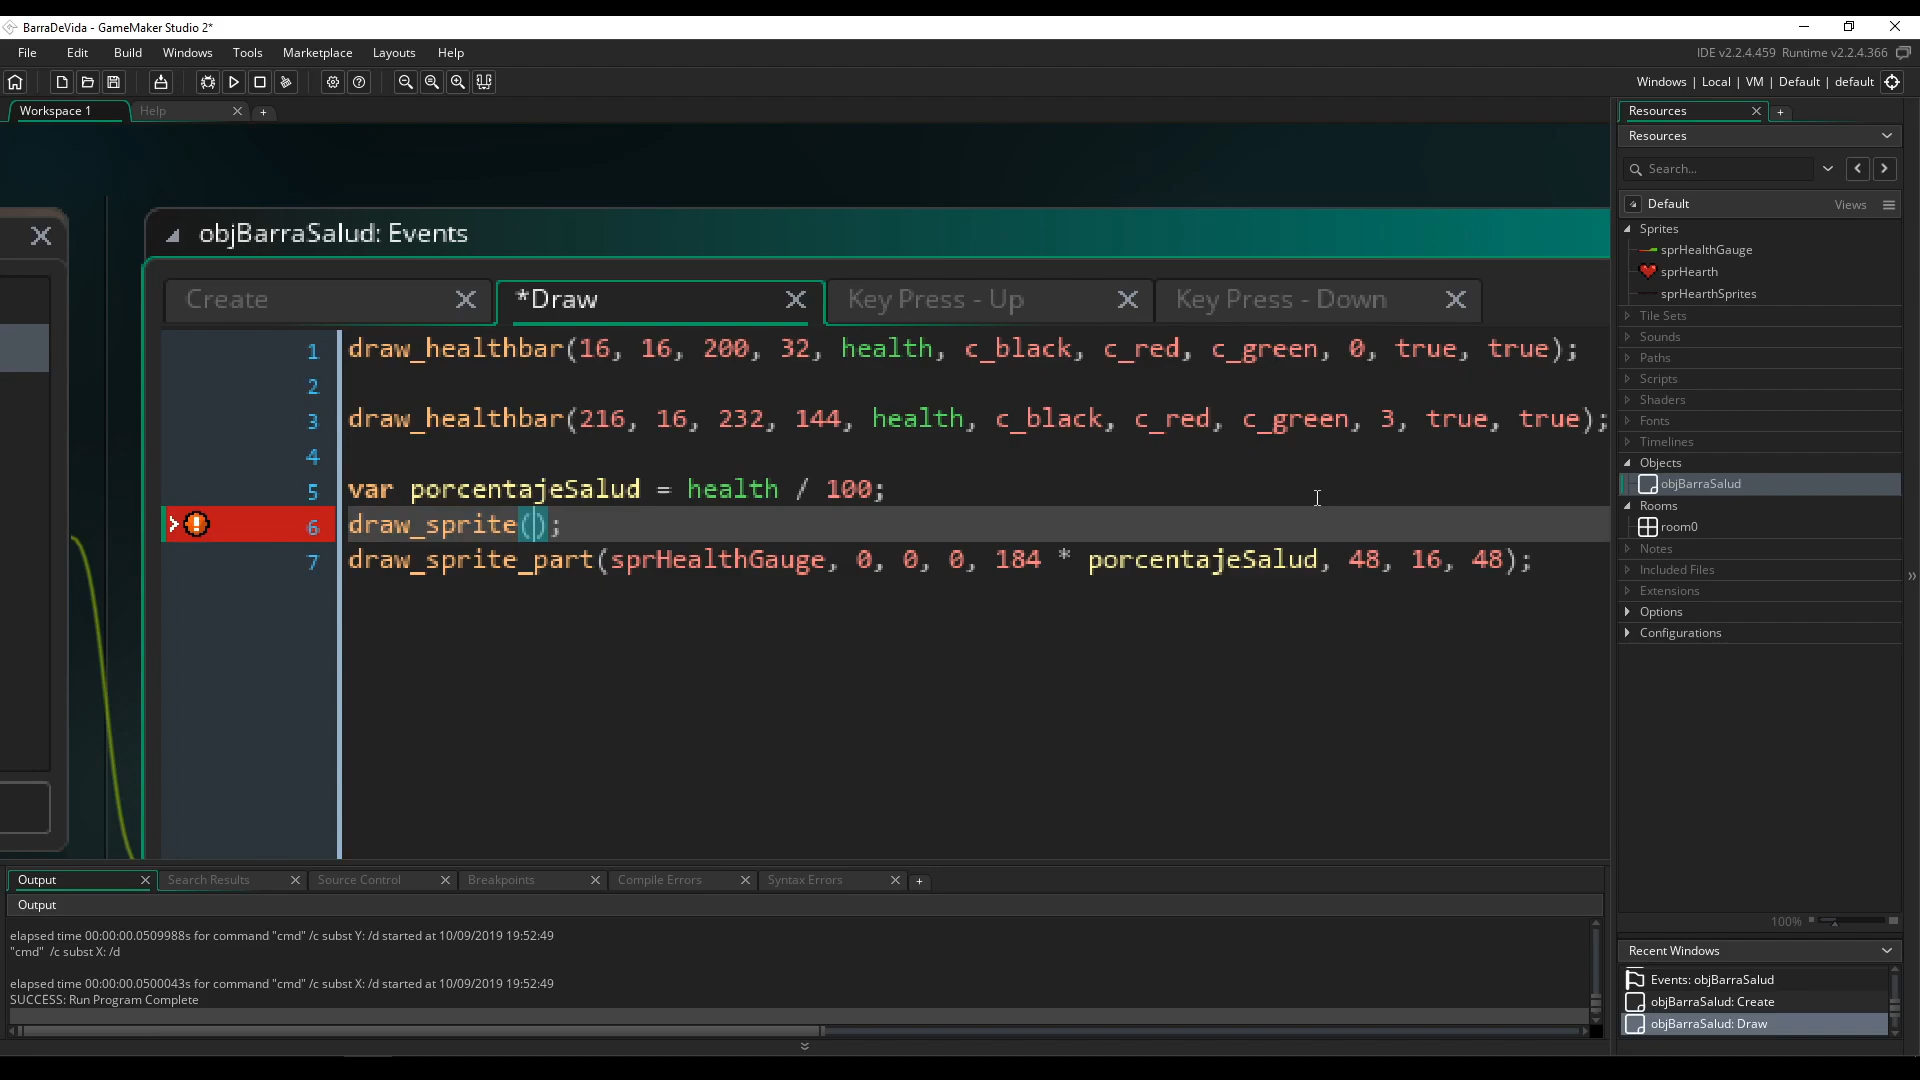 BarraDeVida - GameMaker Studio 2*
File Edit Build Windows Tools Marketplace Layouts Help
IDE v2.2.4.459 Runtime v2.2.4.366
Windows | Local | VM | Default | default
Workspace 1
Help
Resources
Resources
Search...
Default
Views
Sprites
sprHealthGauge
sprHearth
sprHearthSprites
Tile Sets
Sounds
Paths
Scripts
Shaders
Fonts
Timelines
Objects
objBarraSalud
Rooms
room0
Notes
Included Files
Extensions
Options
Configurations
100%
Recent Windows
Events: objBarraSalud
objBarraSalud: Create
objBarraSalud: Draw
objBarraSalud: Events
Create
*Draw
Key Press - Up
Key Press - Down
1 draw_healthbar(16, 16, 200, 32, health, c_black, c_red, c_green, 0, true, true);
2
3 draw_healthbar(216, 16, 232, 144, health, c_black, c_red, c_green, 3, true, true);
4
5 var porcentajeSalud = health / 100;
6 draw_sprite();
7 draw_sprite_part(sprHealthGauge, 0, 0, 0, 184 * porcentajeSalud, 48, 16, 48);
Output
Search Results
Source Control
Breakpoints
Compile Errors
Syntax Errors
Output
elapsed time 00:00:00.0509988s for command "cmd" /c subst Y: /d started at 10/09/2019 19:52:49
"cmd" /c subst X: /d
elapsed time 00:00:00.0500043s for command "cmd" /c subst X: /d started at 10/09/2019 19:52:49
SUCCESS: Run Program Complete